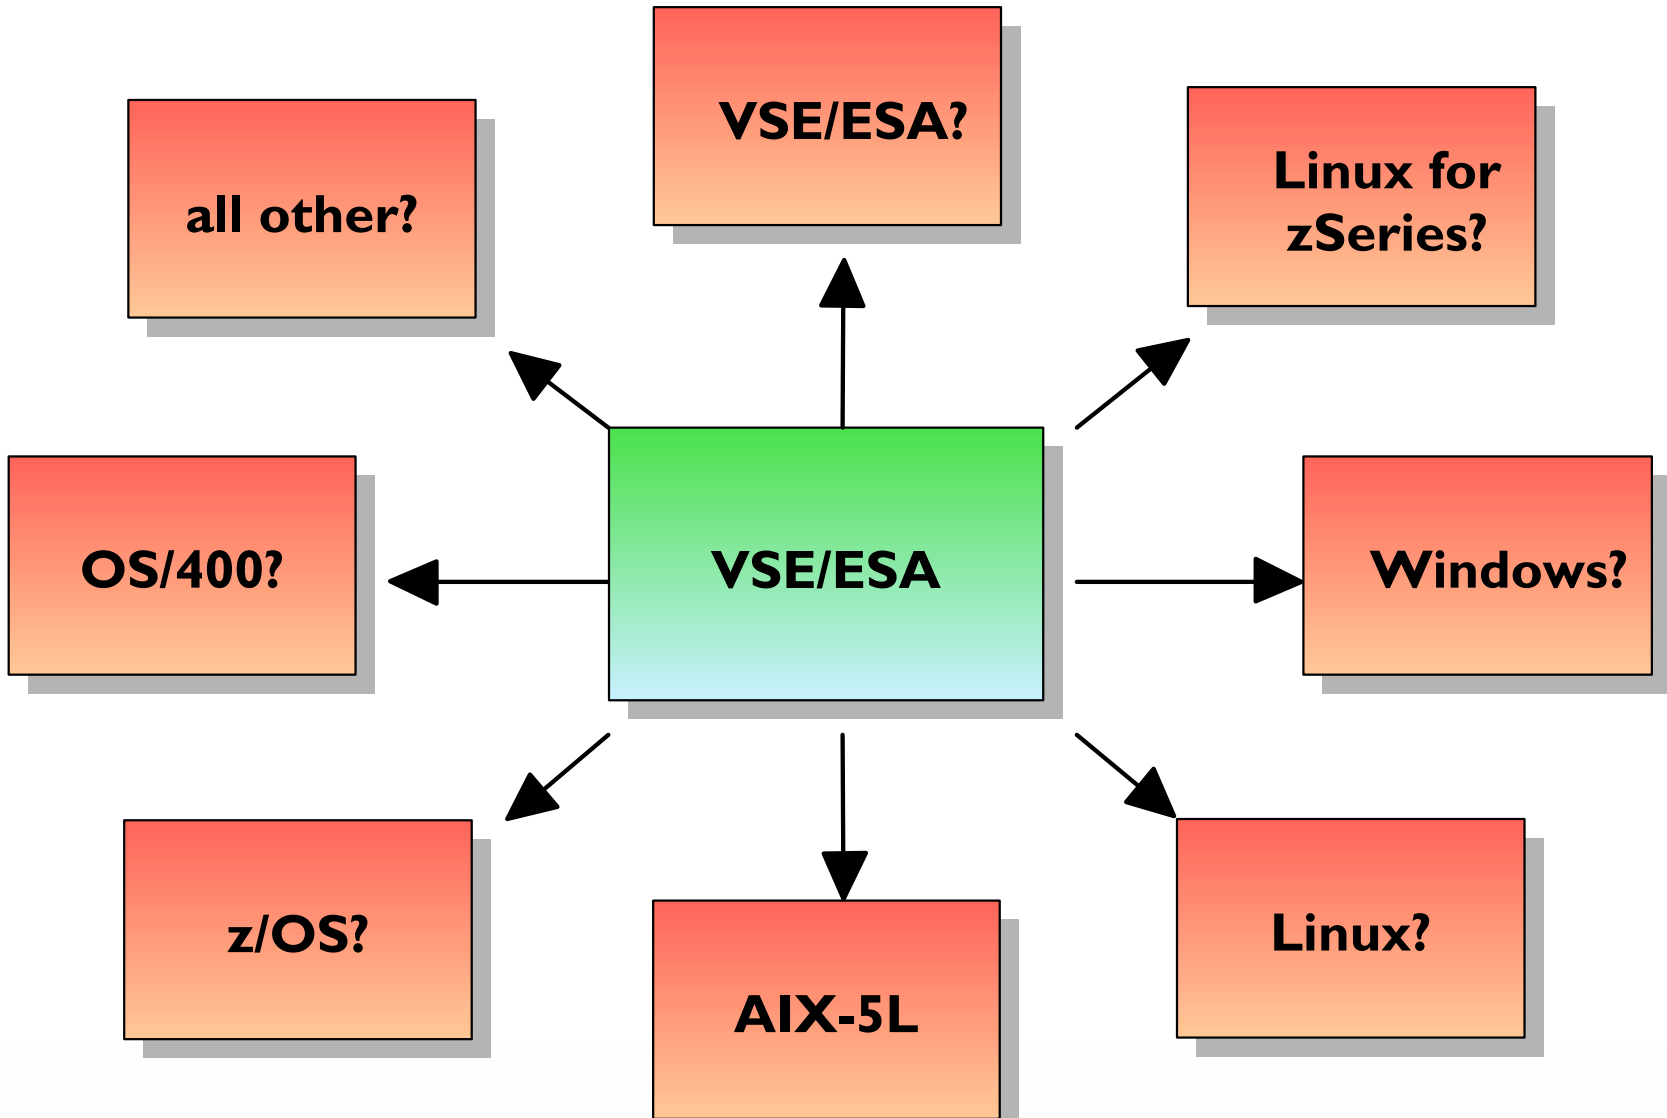 VSE/ESA?
all other?
Linux for
zSeries?
OS/400?
VSE/ESA
Windows?
z/OS?
AIX-5L
Linux?